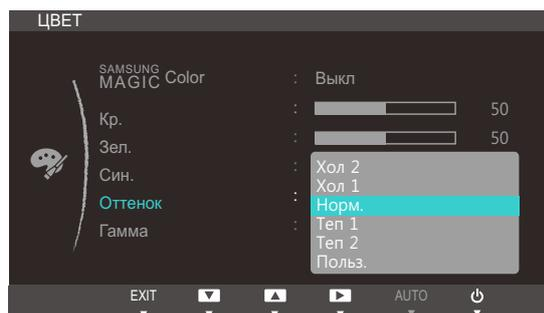 ЦВЕТ
SAMSUNG
MAGIC Color : Выкл
Кр. : 50
Зел. : 50
Син. :
Оттенок :
Гамма :
Хол 2
Хол 1
Норм.
Теп 1
Теп 2
Польз.
EXIT AUTO